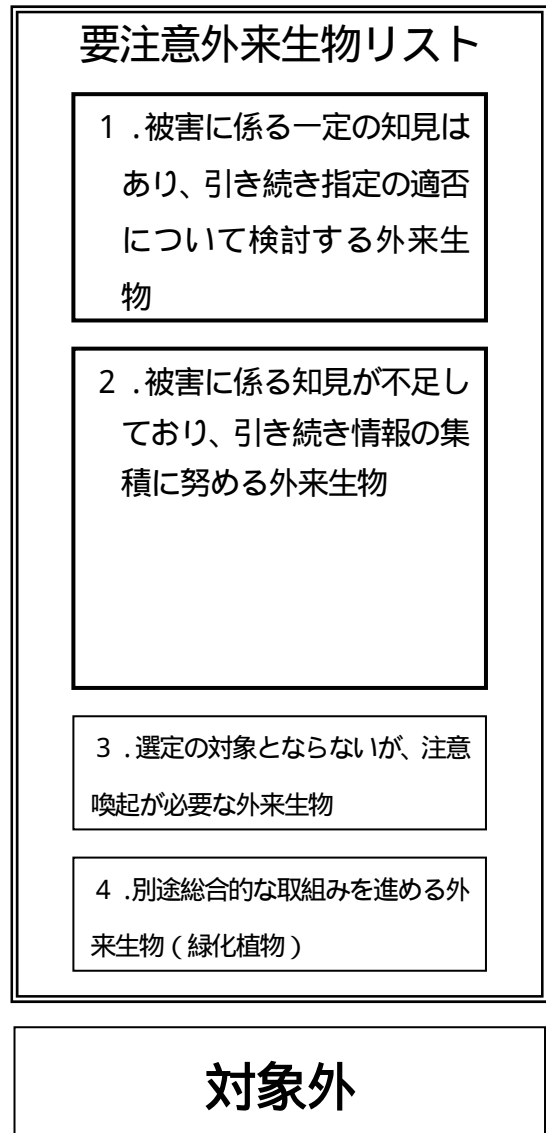 要注意外来生物リスト
1.被害に係る一定の知見は
あり、引き続き指定の適否
について検討する外来生
物
2.被害に係る知見が不足し
ており、引き続き情報の集
積に努める外来生物
3.選定の対象とならないが、注意
喚起が必要な外来生物
4.別途総合的な取組みを進める外
来生物(緑化植物)
対象外